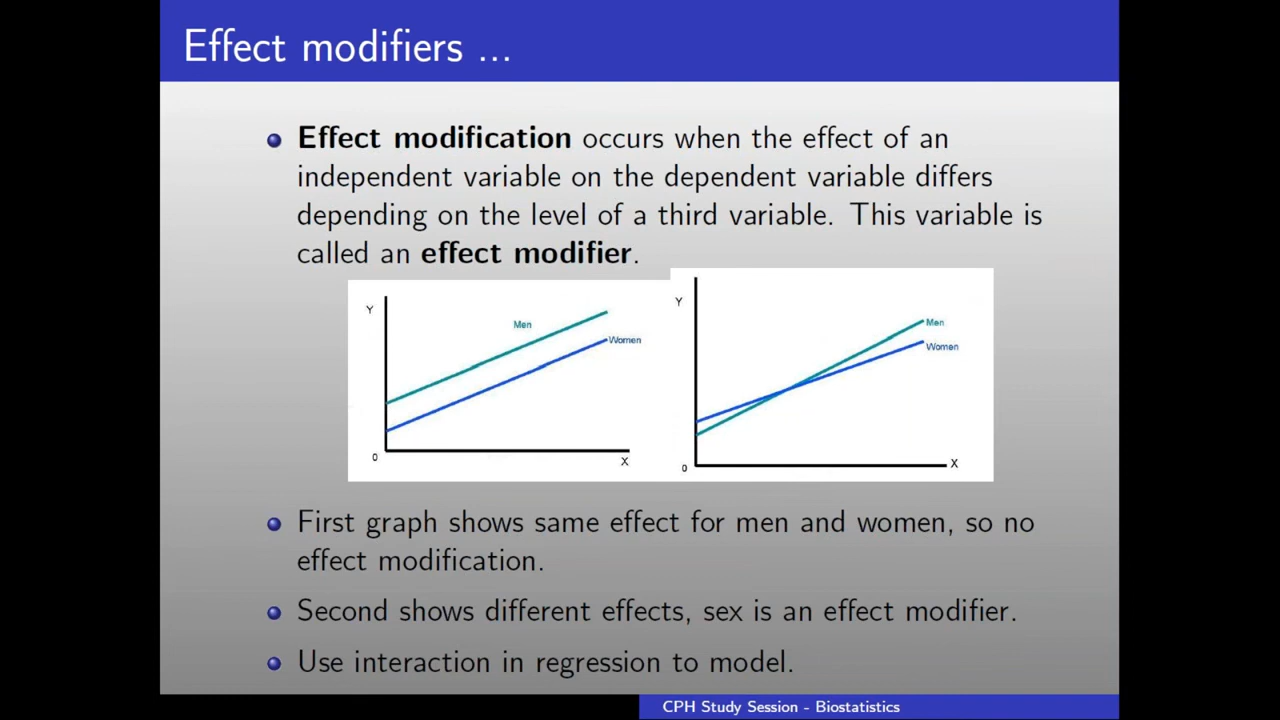 Effect modifiers ...
Effect modification occurs when the effect of an
independent variable on the dependent variable differs
depending on the level of a third variable. This variable is
called an effect modifier.
Y
Men
Women
0
X
Y
Men
Women
0
X
First graph shows same effect for men and women, so no
effect modification.
Second shows different effects, sex is an effect modifier.
Use interaction in regression to model.
CPH Study Session - Biostatistics